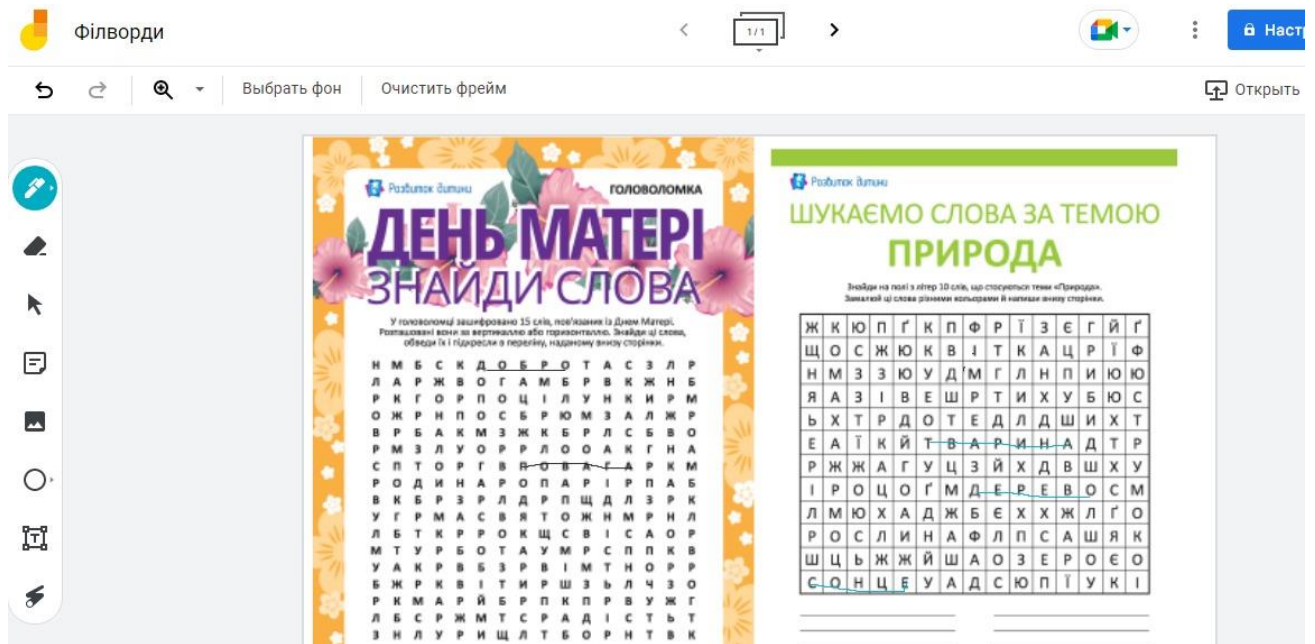 Філворди
1/1
Наст
Выбрать фон
Очистить фрейм
Открыть
Розвиток дитини
ГОЛОВОЛОМКА
ДЕНЬ МАТЕРІ
ЗНАЙДИ СЛОВА
У головоломці зашифровано 15 слів, пов'язаних із Днем Матері.
Розташовані вони за вертикаллю або горизонталлю. Знайди ці слова,
обведи їх і підкресли в переліку, наданому внизу сторінки.
Н М Б С К Д О Б Р О Т А С З Л Р
Л А Р Ж В О Г А М Б Р В К Ж Н Б
Р К Г О Р П О Ц І Л У Н К И Р М
О Ж Р Н П О С Б Р Ю М З А Л Ж Р
В Р Б А К М З Ж К Б Р Л С Б В О
Р М З Л У О Р Р Л О О А К Г Н А
С П Т О Р Г В П О В А Г А Р К М
Р О Д И Н А Р О П А Р І Р П А Б
В К Б Р З Р Л Д Р П Щ Д Л З Р К
У Г Р М А С В Я Т О Ж Н М Р Н Л
Л Б Т К Р Р О К Щ С В І С А О Р
М Т У Р Б О Т А У М Р С П П К В
У А К Р В Б З Р В І М Т Н О Р Р
Б Ж Р К В І Т И Р Ш З Ь Л Ч З О
Р К М А Р Й Б Р П К П Р В У Ж Г
Л Б С Р Ж М Т С Р А Д І С Т Ь Т
З Н Л У Р И Щ Л Т Б О Р Н Т В К
Розвиток дитини
ШУКАЄМО СЛОВА ЗА ТЕМОЮ
ПРИРОДА
Знайди на полі з літер 10 слів, що стосуються теми «Природа».
Замалюй ці слова різними кольорами й напиши внизу сторінки.
Ж К Ю П Ґ К П Ф Р Ї З Є Г Й Ґ
Щ О С Ж Ю К В І Т К А Ц Р Ї Ф
Н М З З Ю У Д М Г Л Н П И Ю Ю
Я А З І В Е Ш Р Т И Х У Б Ю С
Ь Х Т Р Д О Т Е Д Л Д Ш И Х Т
Е А Ї К Й Т В А Р И Н А Д Т Р
Р Ж Ж А Г У Ц З Й Х Д В Ш Х У
І Р О Ц О Ґ М Д Е Р Е В О С М
Л М Ю Х А Д Ж Б Є Х Х Ж Л Ґ О
Р О С Л И Н А Ф Л П С А Ш Я К
Ш Ц Ь Ж Ж Й Ш А О З Е Р О Є О
С О Н Ц Е У А Д С Ю П Ї У К І